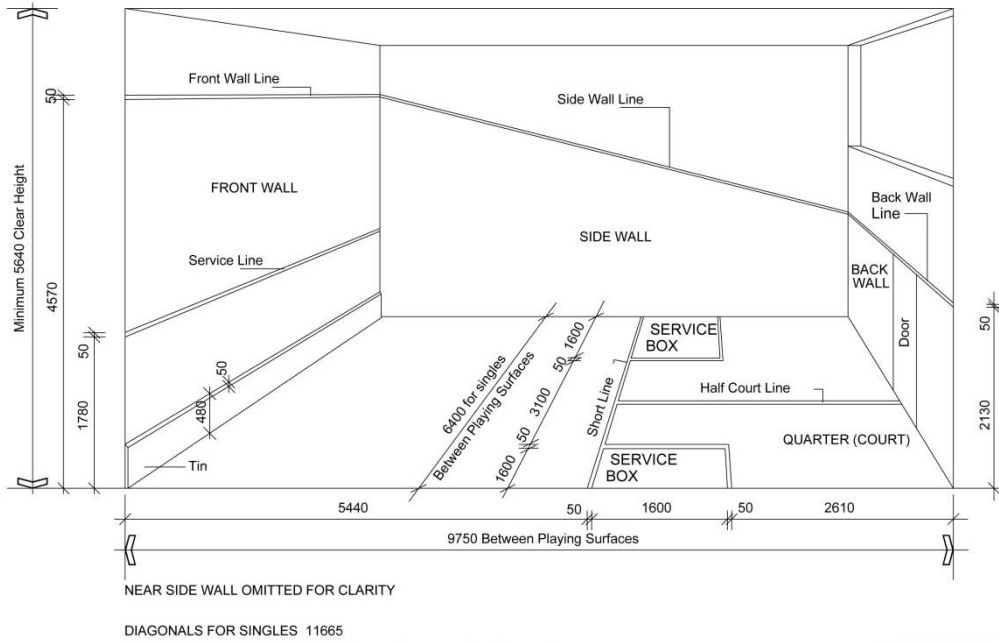 Front Wall Line
Side Wall Line
50
Minimum 5640 Clear Height
FRONT WALL
Back Wall
Line
4570
SIDE WALL
Service Line
BACK
WALL
50
50
1600
SERVICE
BOX
Door
50
50
6400 for singles
Between Playing Surfaces
3100
Short Line
Half Court Line
480
1780
2130
50
QUARTER (COURT)
Tin
1600
SERVICE
BOX
5440
50
1600
50
2610
9750 Between Playing Surfaces
NEAR SIDE WALL OMITTED FOR CLARITY
DIAGONALS FOR SINGLES 11665